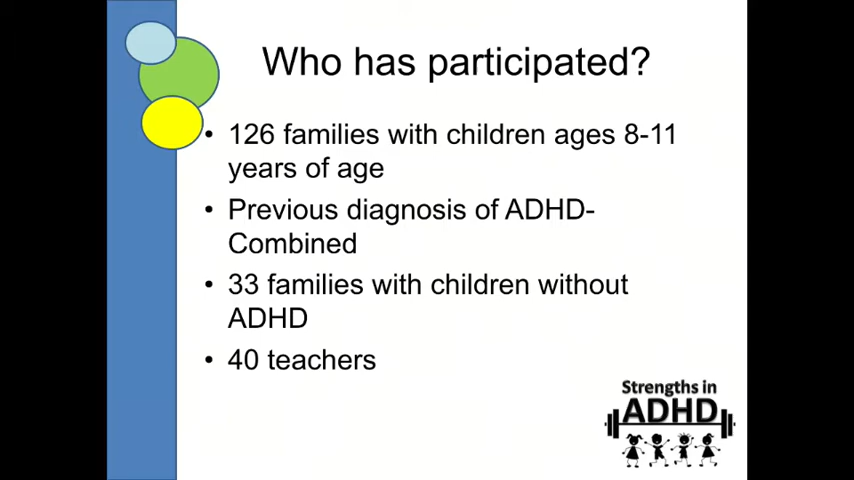 Who has participated?
• 126 families with children ages 8-11
years of age
• Previous diagnosis of ADHD-
Combined
• 33 families with children without
ADHD
• 40 teachers
Strengths in
ADHD